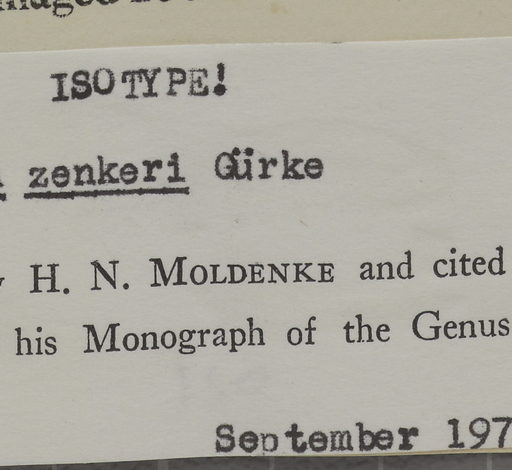 ISOTYPE!
zenkeri Gürke
H. N. MOLDENKE and cited
his Monograph of the Genus
September 197